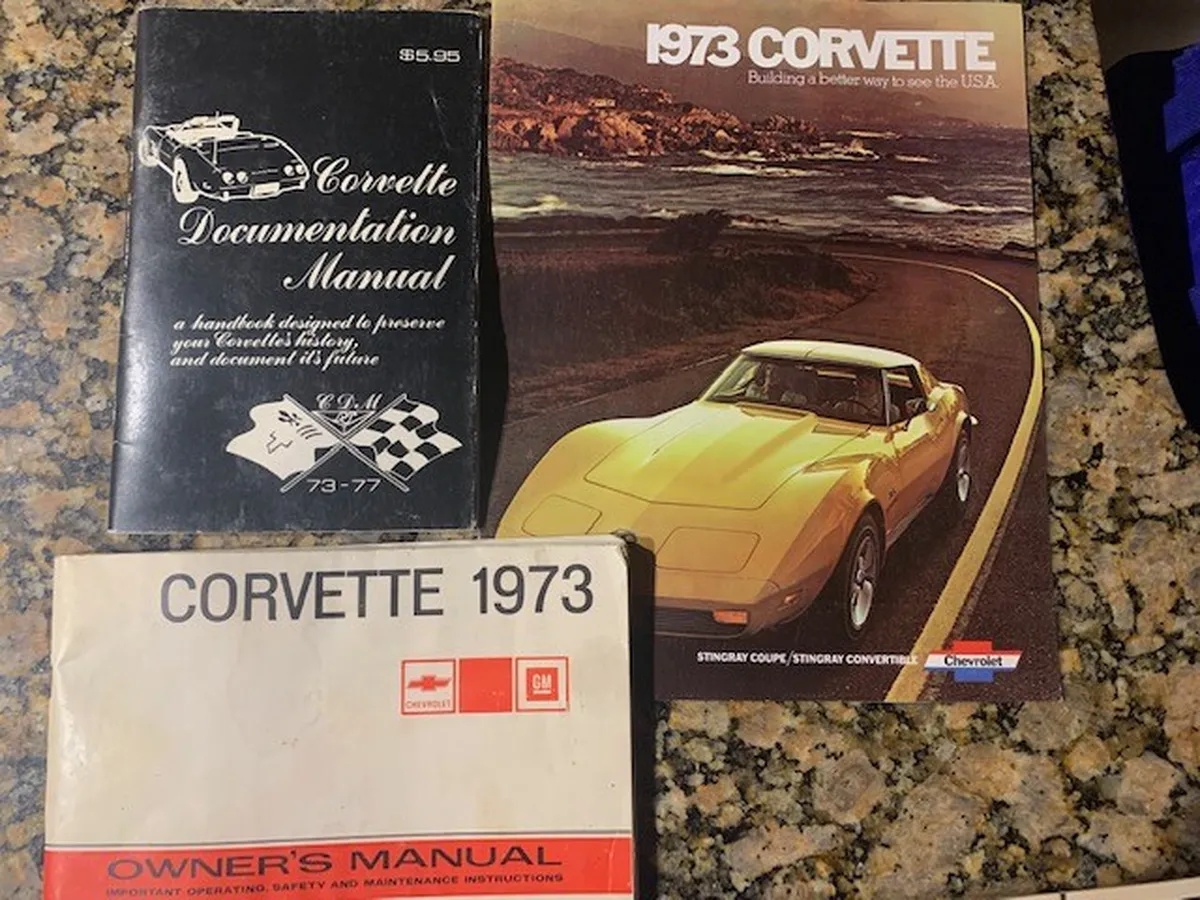 $5.95
Corvette
Documentation
Manual
a handbook designed to preserve
your Corvette's history,
and document it's future
C D M
73-77
1973 CORVETTE
Building a better way to see the U.S.A.
STINGRAY COUPE/STINGRAY CONVERTIBLE
Chevrolet
CORVETTE 1973
CHEVROLET
GM
OWNER'S MANUAL
IMPORTANT OPERATING, SAFETY AND MAINTENANCE INSTRUCTIONS